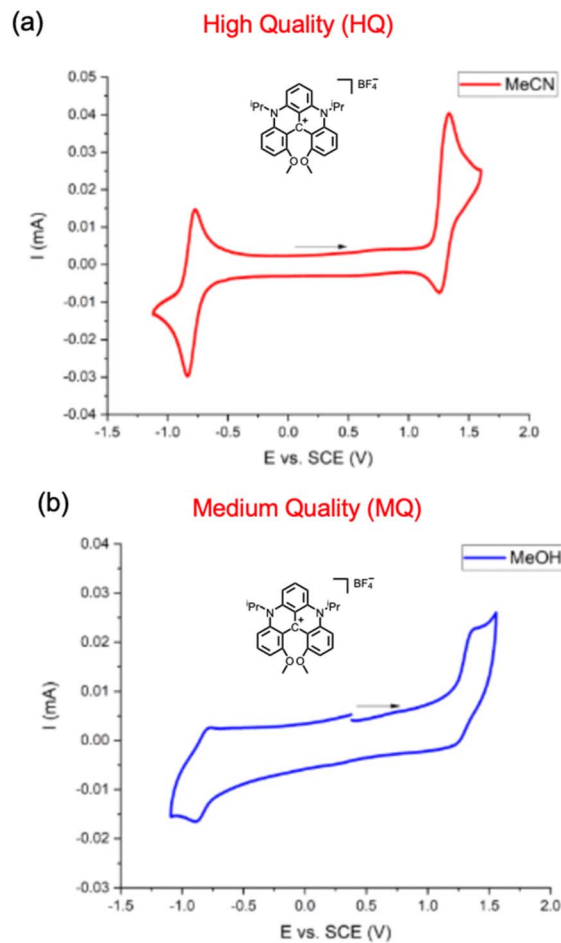 (a)
High Quality (HQ)
0.05
0.04
0.03
0.02
0.01
0.00
-0.01
-0.02
-0.03
-0.04
I (mA)
MeCN
BF₄⁻
ⁱPr
N
N
ⁱPr
C⁺
O O
-1.5 -1.0 -0.5 0.0 0.5 1.0 1.5 2.0
E vs. SCE (V)
(b)
Medium Quality (MQ)
0.04
0.03
0.02
0.01
0.00
-0.01
-0.02
-0.03
I (mA)
MeOH
BF₄⁻
ⁱPr
N
N
ⁱPr
C⁺
O O
-1.5 -1.0 -0.5 0.0 0.5 1.0 1.5 2.0
E vs. SCE (V)